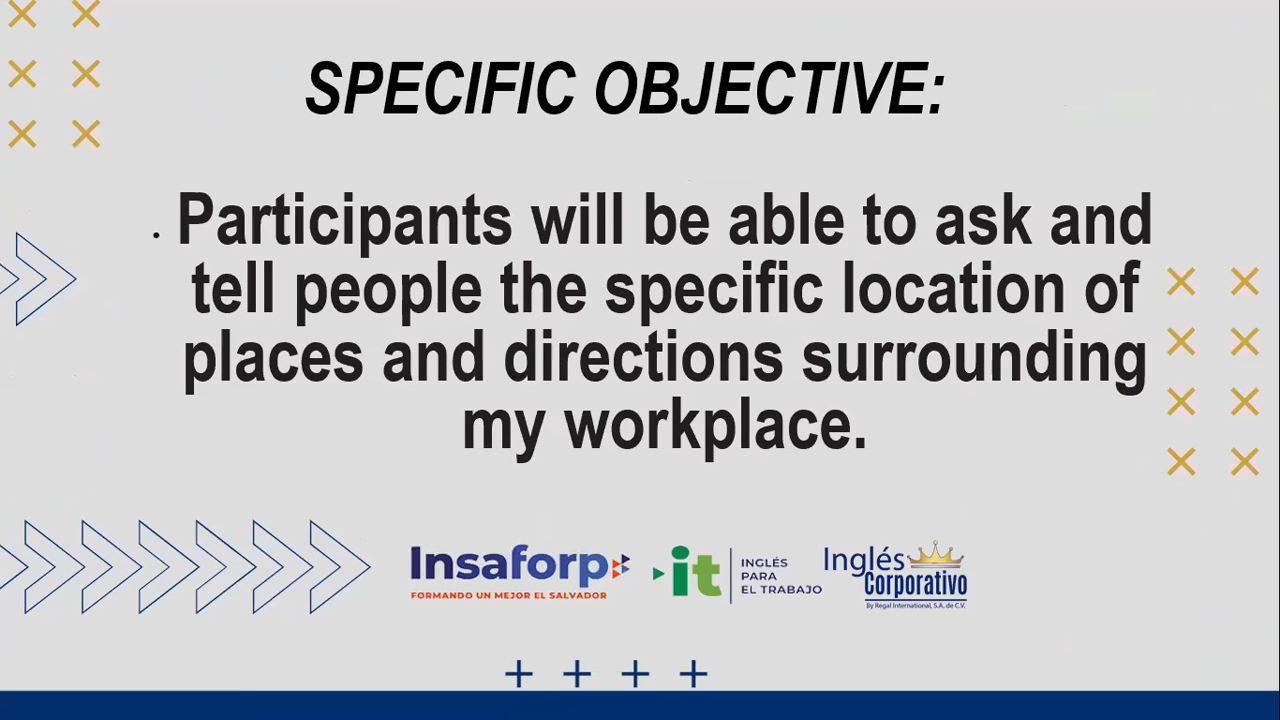 SPECIFIC OBJECTIVE:
. Participants will be able to ask and
tell people the specific location of
places and directions surrounding
my workplace.
Insaforp
FORMANDO UN MEJOR EL SALVADOR
it
INGLÉS
PARA
EL TRABAJO
Inglés
Corporativo
By Regal International, S.A. de C.V.